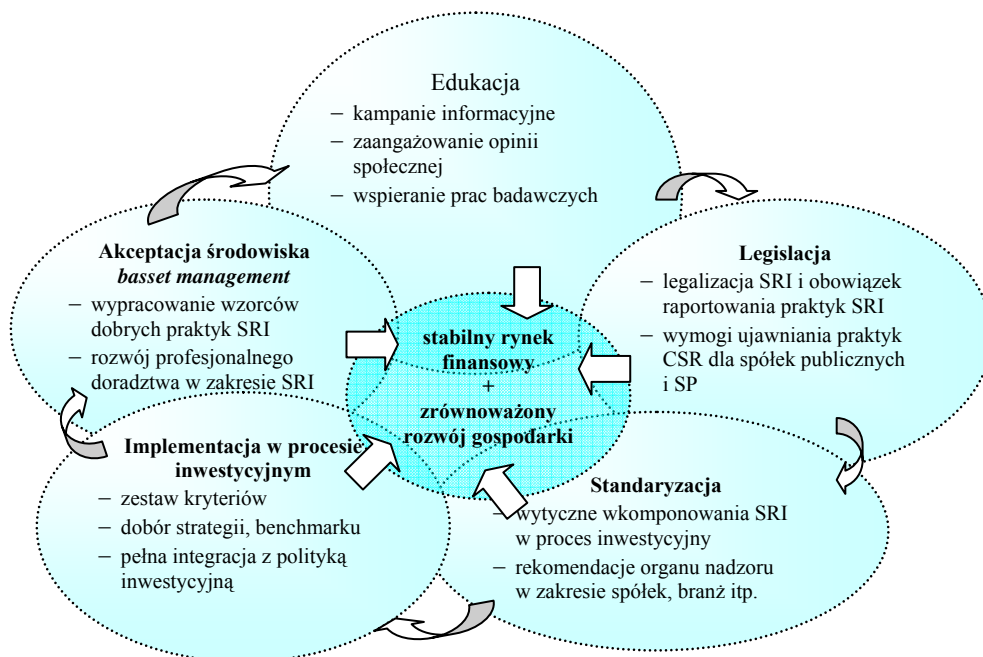 Edukacja
– kampanie informacyjne
– zaangażowanie opinii
społecznej
– wspieranie prac badawczych
Akceptacja środowiska
basset management
– wypracowanie wzorców
dobrych praktyk SRI
– rozwój profesjonalnego
doradztwa w zakresie SRI
Legislacja
– legalizacja SRI i obowiązek
raportowania praktyk SRI
– wymogi ujawniania praktyk
CSR dla spółek publicznych
i SP
stabilny rynek
finansowy
+
zrównoważony
rozwój gospodarki
Implementacja w procesie
inwestycyjnym
– zestaw kryteriów
– dobór strategii, benchmarku
– pełna integracja z polityką
inwestycyjną
Standaryzacja
– wytyczne wkomponowania SRI
w proces inwestycyjny
– rekomendacje organu nadzoru
w zakresie spółek, branż itp.